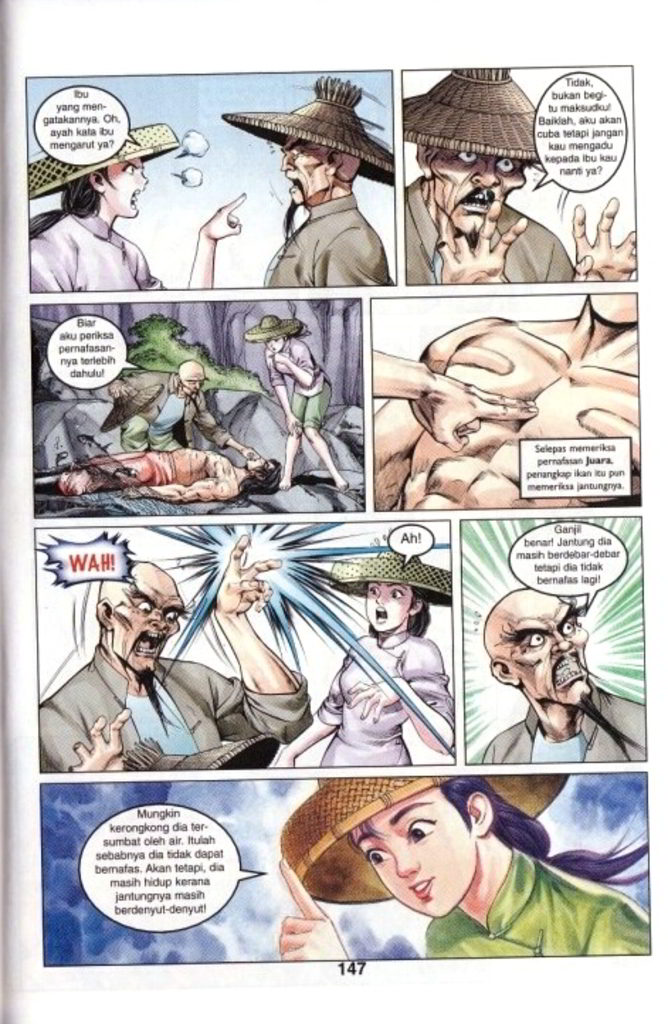 Ibu
yang men-
gatakannya. Oh,
ayah kata ibu
mengarut ya?
Tidak,
bukan begi-
tu maksudku!
Baiklah, aku akan
cuba tetapi jangan
kau mengadu
kepada ibu kau
nanti ya?
Biar
aku periksa
pernafasan-
nya terlebih
dahulu!
Selepas memeriksa
pernafasan Juara,
penangkap ikan itu pun
memeriksa jantungnya.
WAH!
Ah!
Ganjil
benar! Jantung dia
masih berdebar-debar
tetapi dia tidak
bernafas lagi!
Mungkin
kerongkong dia ter-
sumbat oleh air. Itulah
sebabnya dia tidak dapat
bernafas. Akan tetapi, dia
masih hidup kerana
jantungnya masih
berdenyut-denyut!
147